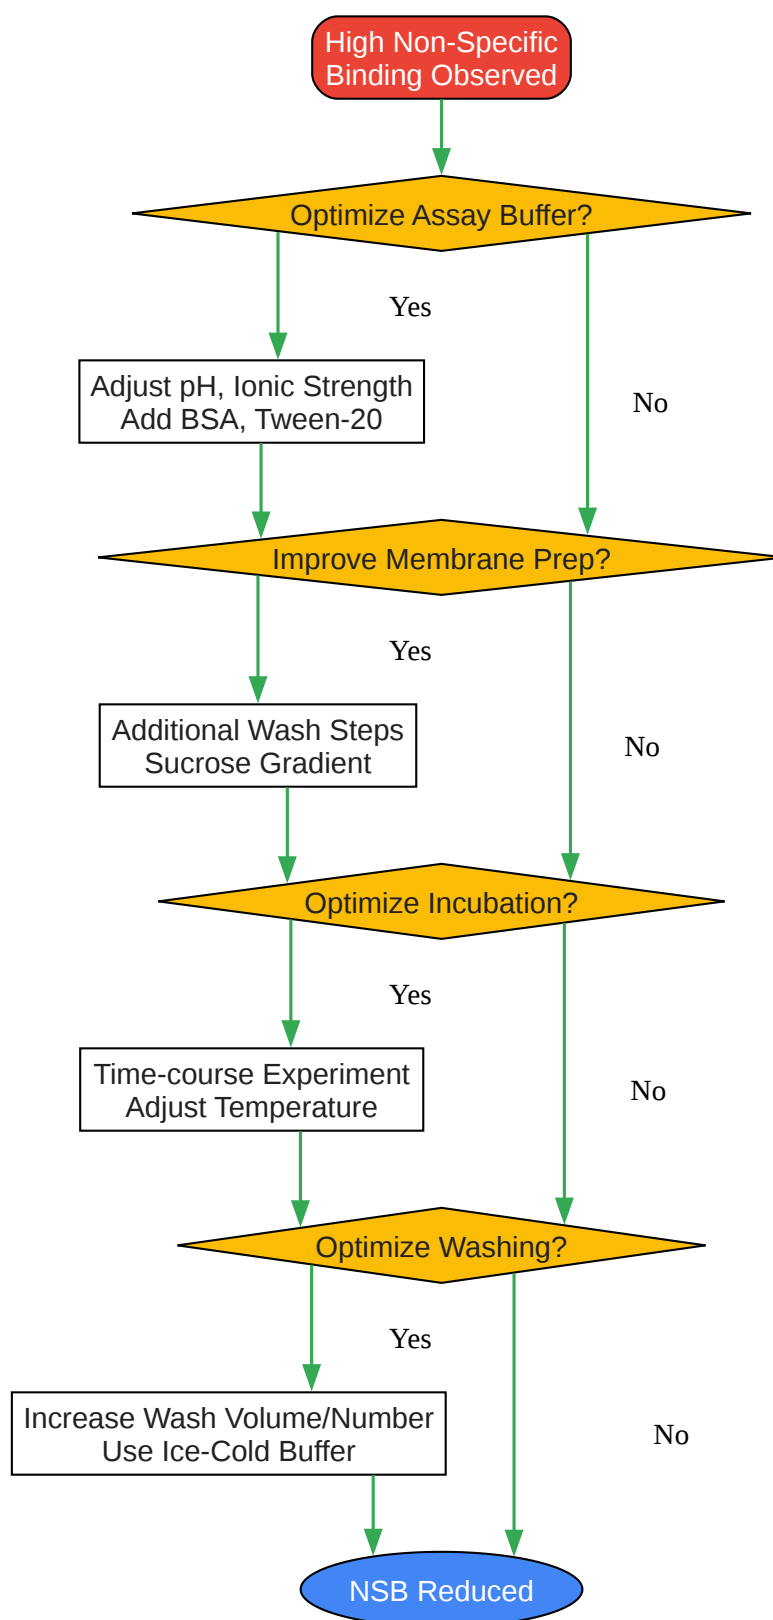 High Non-Specific
Binding Observed
Optimize Assay Buffer?
Yes
Adjust pH, Ionic Strength
Add BSA, Tween-20
No
Improve Membrane Prep?
Yes
Additional Wash Steps
Sucrose Gradient
No
Optimize Incubation?
Yes
Time-course Experiment
Adjust Temperature
No
Optimize Washing?
Yes
Increase Wash Volume/Number
Use Ice-Cold Buffer
No
NSB Reduced